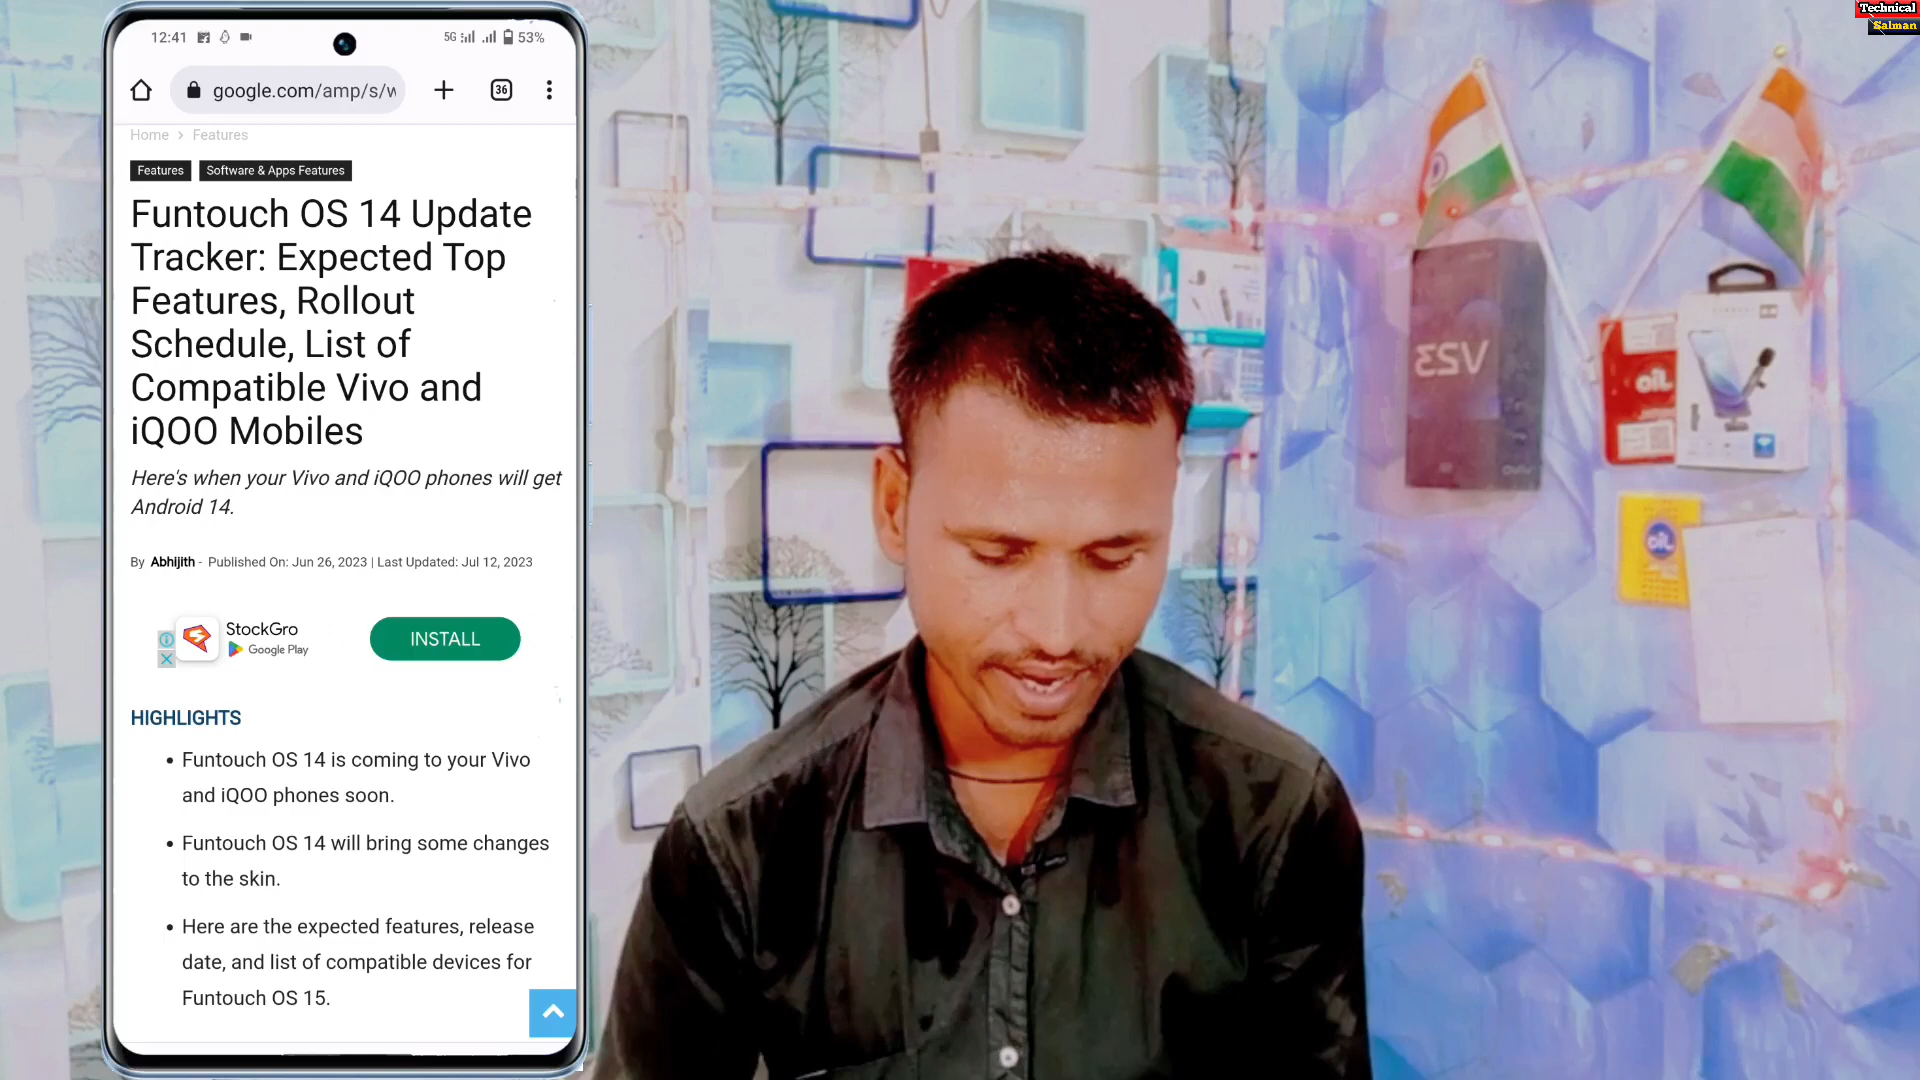 12:41
5G
53%
google.com/amp/s/w
36
Home > Features
Features
Software & Apps Features
Funtouch OS 14 Update
Tracker: Expected Top
Features, Rollout
Schedule, List of
Compatible Vivo and
iQOO Mobiles
Here's when your Vivo and iQOO phones will get
Android 14.
By Abhijith - Published On: Jun 26, 2023 | Last Updated: Jul 12, 2023
StockGro
Google Play
INSTALL
HIGHLIGHTS
• Funtouch OS 14 is coming to your Vivo
and iQOO phones soon.
• Funtouch OS 14 will bring some changes
to the skin.
• Here are the expected features, release
date, and list of compatible devices for
Funtouch OS 15.
Technical
Salman
V23